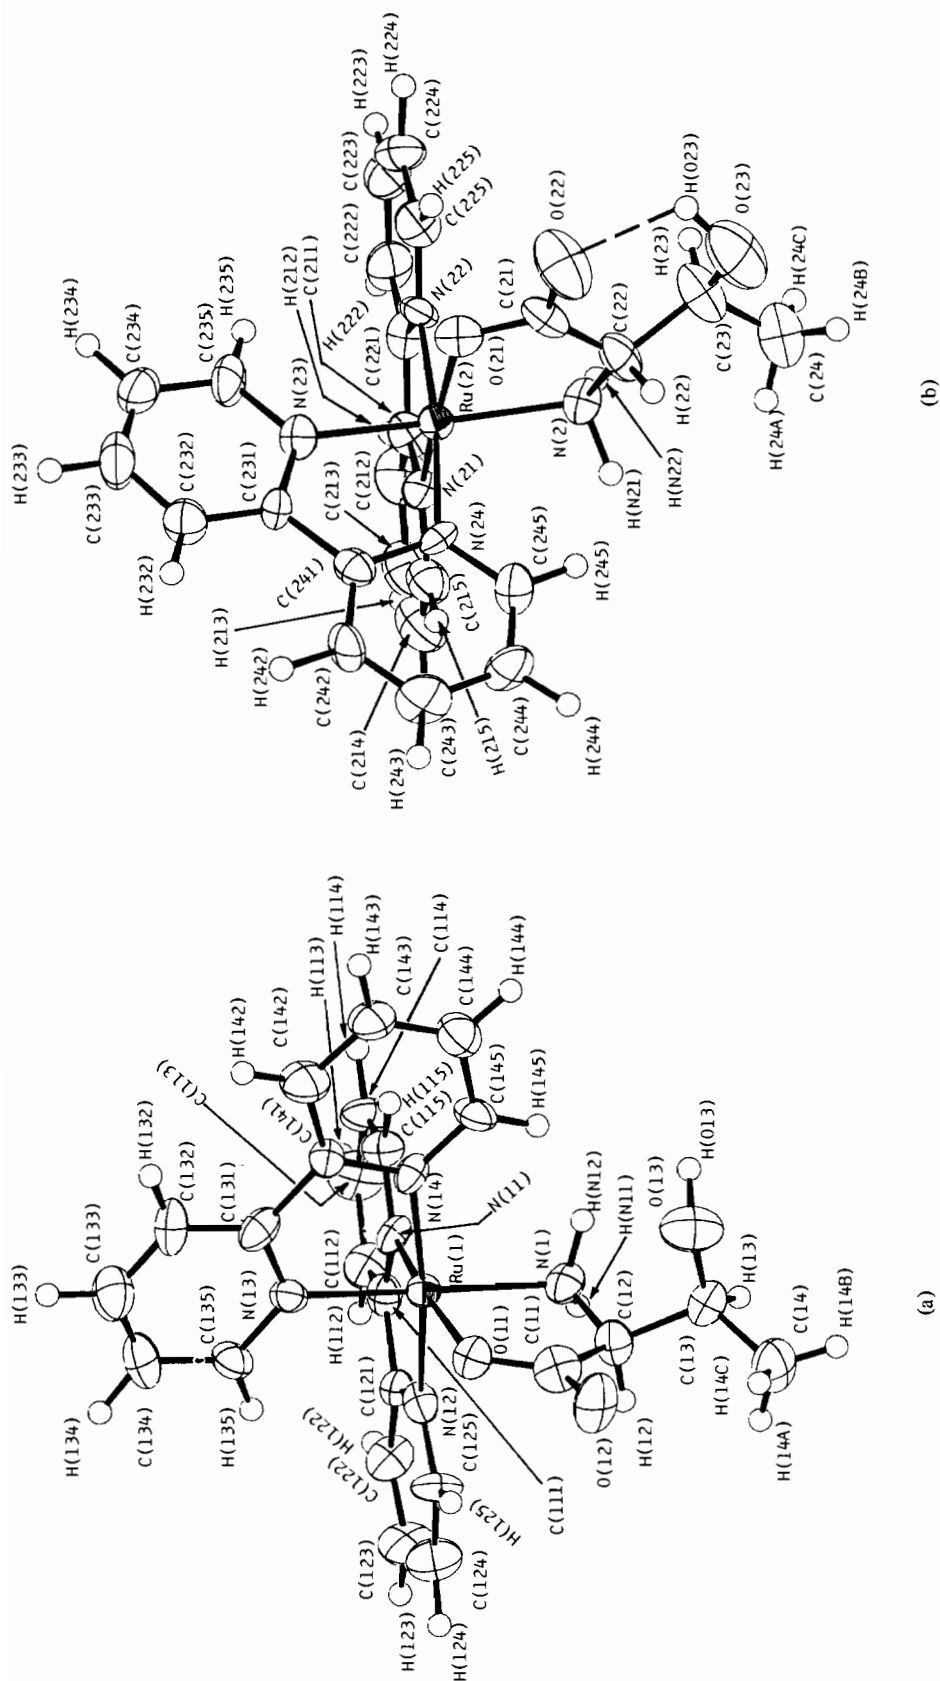 H(133)
C(133)
H(132)
C(132)
C(131)
H(134)
C(134)
C(135)
H(135)
N(13)
C(113)
C(141)
H(142)
C(142)
H(113)
H(114)
H(143)
C(143)
C(114)
C(144)
H(144)
H(115)
C(115)
C(145)
H(145)
N(14)
N(11)
Ru(1)
C(112)
H(112)
C(121)
N(12)
C(125)
H(122)
C(122)
H(125)
C(123)
H(123)
C(124)
H(124)
C(111)
O(11)
C(11)
O(12)
N(1)
H(N12)
H(N11)
C(12)
H(12)
O(13)
H(O13)
H(13)
C(13)
H(14C)
C(14)
H(14B)
H(14A)
(a)
H(233)
C(233)
H(234)
C(234)
C(235)
H(235)
N(23)
C(232)
H(232)
C(231)
C(241)
H(212)
C(211)
H(222)
C(221)
C(222)
C(223)
H(223)
H(224)
C(224)
H(225)
C(225)
N(22)
Ru(2)
C(213)
C(212)
N(21)
N(24)
H(213)
H(242)
C(242)
C(214)
H(243)
C(243)
H(215)
C(215)
C(244)
H(244)
C(245)
H(245)
O(21)
C(21)
O(22)
N(2)
H(N21)
H(N22)
C(22)
H(22)
H(23)
H(O23)
O(23)
C(23)
H(24C)
H(24B)
C(24)
H(24A)
(b)